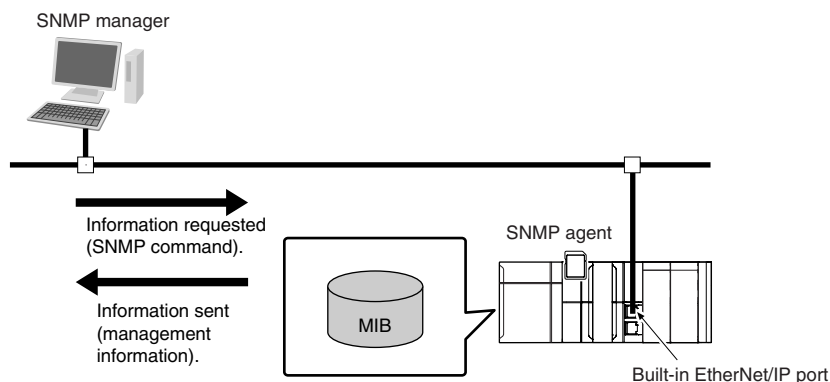 SNMP manager
Information requested
(SNMP command).
SNMP agent
Information sent
(management
information).
MIB
Built-in EtherNet/IP port